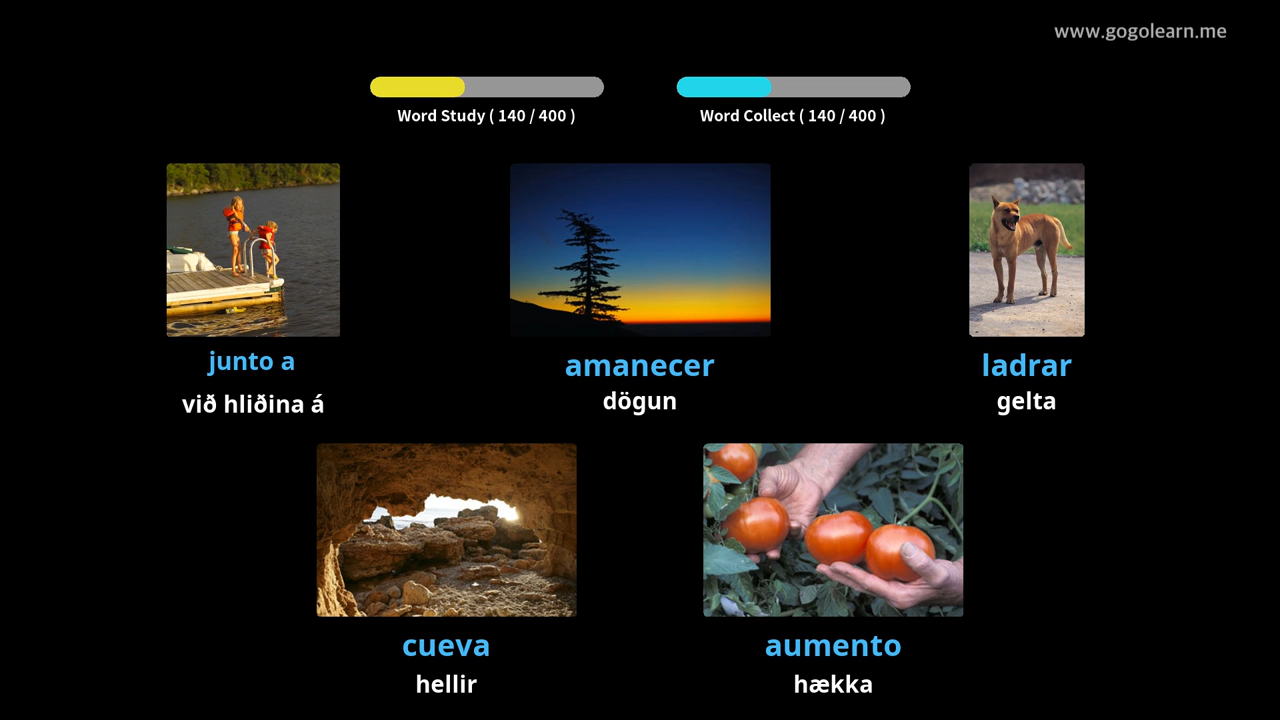 www.gogolearn.me
Word Study ( 140 / 400 )
Word Collect ( 140 / 400 )
junto a
við hliðina á
amanecer
dögun
ladrar
gelta
cueva
hellir
aumento
hækka